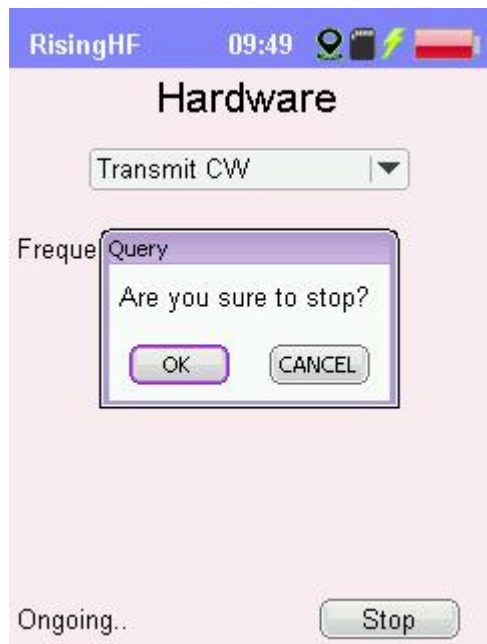 RisingHF 09:49
Hardware
Transmit CW
Freque
Query
Are you sure to stop?
OK CANCEL
Ongoing.. Stop